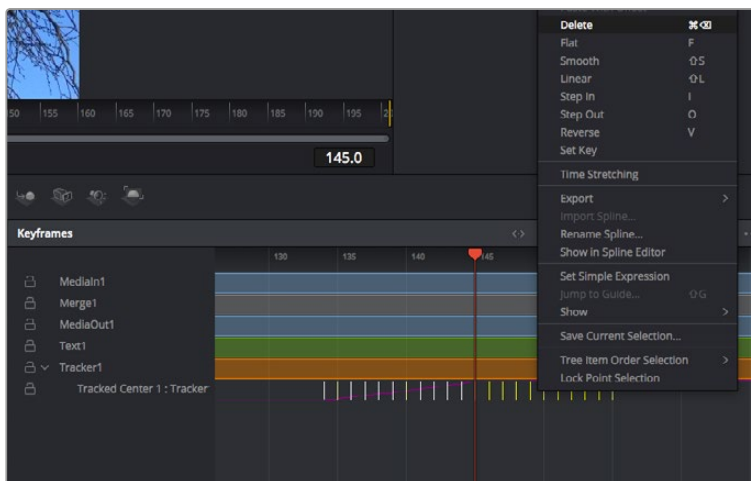 Delete ⌘⌫
Flat F
Smooth ⇧S
Linear ⇧L
Step In I
Step Out O
Reverse V
Set Key
Time Stretching
Export >
Import Spline...
Rename Spline...
Show in Spline Editor
Set Simple Expression
Jump to Guide... ⇧G
Show >
Save Current Selection...
Tree Item Order Selection >
Lock Point Selection
50 155 160 165 170 175 180 185 190 195
145.0
Keyframes
130 135 140 145
MediaIn1
Merge1
MediaOut1
Text1
Tracker1
Tracked Center 1 : Tracker